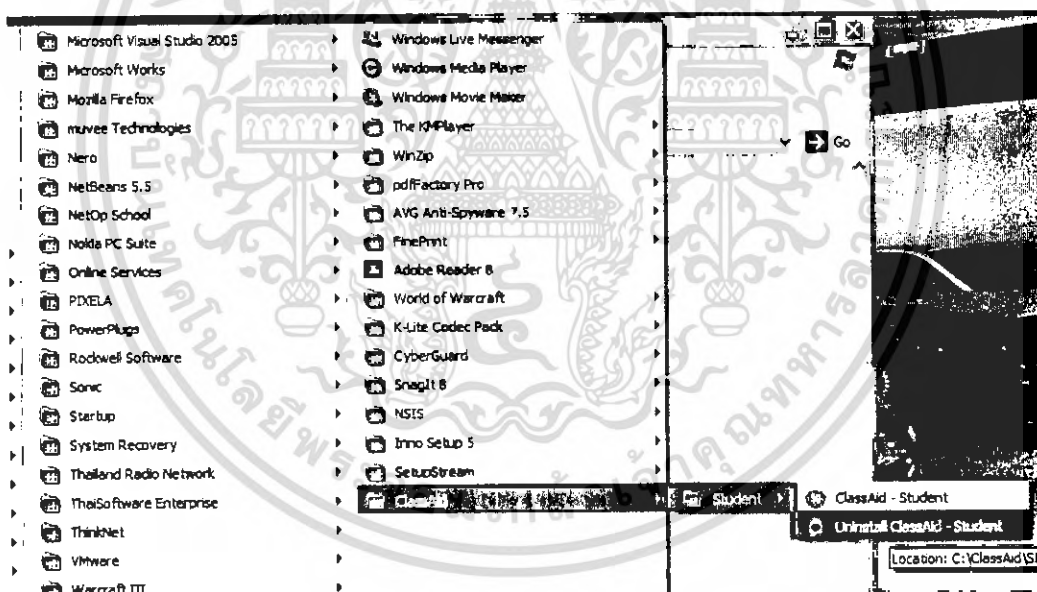 Microsoft Visual Studio 2005
Microsoft Works
Mozilla Firefox
muvee Technologies
Nero
NetBeans 5.5
NetOp School
Nokia PC Suite
Online Services
PIXELA
PowerPlugs
Rockwell Software
Sonic
Startup
System Recovery
Thailand Radio Network
ThaiSoftware Enterprise
ThinkNet
VMware
Warcraft III
Windows Live Messenger
Windows Media Player
Windows Movie Maker
The KMPlayer
WinZip
pdfFactory Pro
AVG Anti-Spyware 7.5
FinePrint
Adobe Reader 8
World of Warcraft
K-Lite Codec Pack
CyberGuard
SnagIt 8
NSIS
Inno Setup 5
SetupStream
Student
ClassAid - Student
Uninstall ClassAid - Student
Location: C:\ClassAid\S
Go